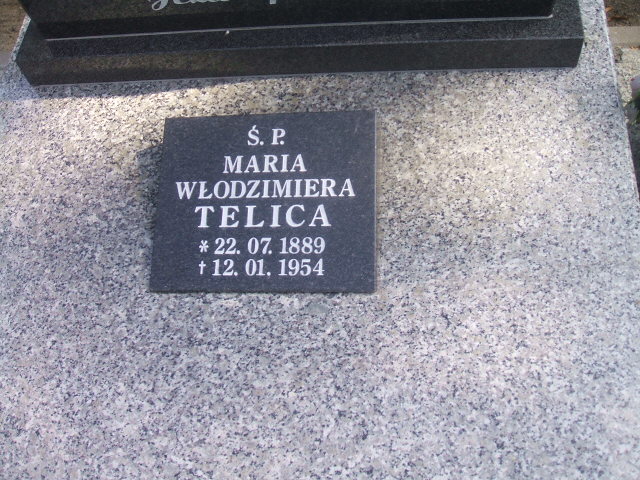 Ś. P.
MARIA
WŁODZIMIERA
TELICA
* 22. 07. 1889
† 12. 01. 1954